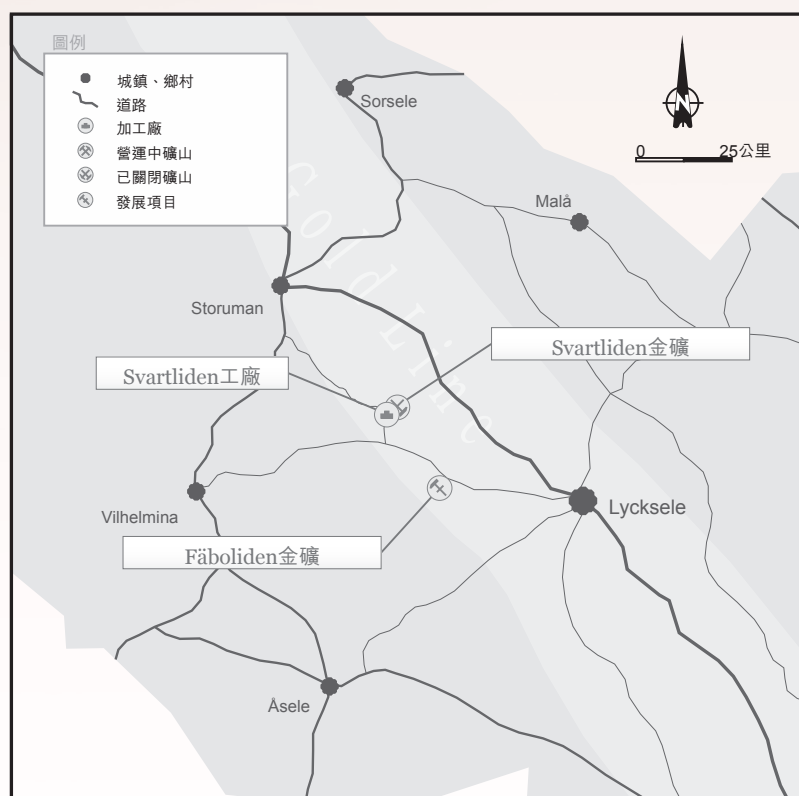 圖例
城鎮、鄉村
道路
加工廠
營運中礦山
已關閉礦山
發展項目
N
0 25公里
Sorsele
Malå
Gold Line
Storuman
Svartliden金礦
Svartliden工廠
Vilhelmina
Lycksele
Fäboliden金礦
Åsele